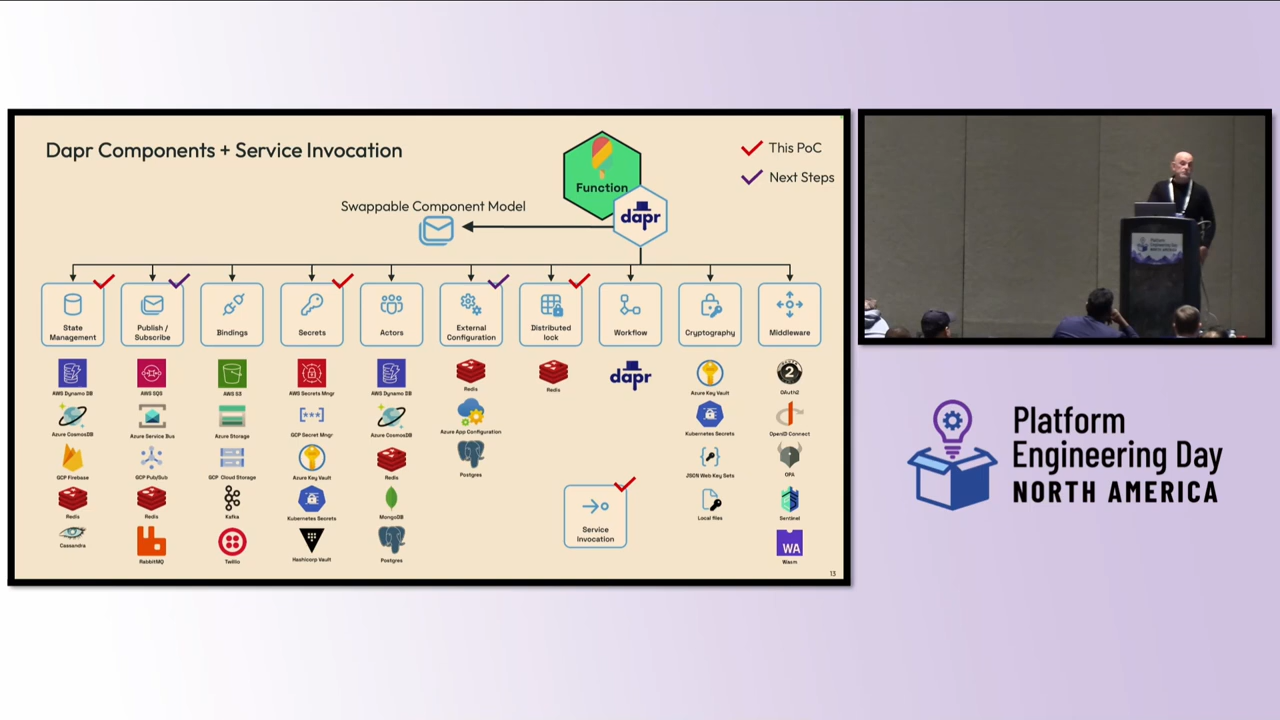 Dapr Components + Service Invocation
Function
dapr
This PoC
Next Steps
Swappable Component Model
State
Management
Publish /
Subscribe
Bindings
Secrets
Actors
External
Configuration
Distributed
lock
Workflow
Cryptography
Middleware
AWS Dynamo DB
Azure CosmosDB
GCP Firebase
Redis
Cassandra
AWS SQS
Azure Service Bus
GCP Pub/Sub
Redis
RabbitMQ
AWS S3
Azure Storage
GCP Cloud Storage
Kafka
Twilio
AWS Secrets Mngr
GCP Secret Mngr
Azure Key Vault
Kubernetes Secrets
Hashicorp Vault
AWS Dynamo DB
Azure CosmosDB
Redis
MongoDB
Postgres
Redis
Azure App Configuration
Postgres
Redis
dapr
Service
Invocation
Azure Key Vault
Kubernetes Secrets
JSON Web Key Sets
Local files
2
OAuth2
OpenID Connect
OPA
Sentinel
WA
Wasm
13
Platform
Engineering Day
NORTH AMERICA